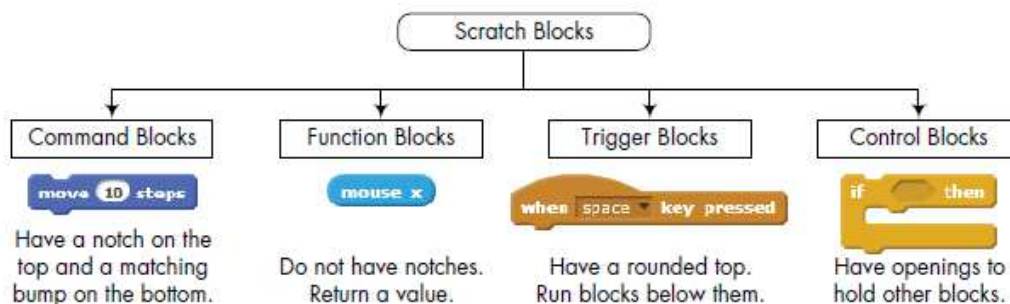 Scratch Blocks
Command Blocks
Function Blocks
Trigger Blocks
Control Blocks
move 10 steps
mouse x
when space key pressed
if then
Have a notch on the
top and a matching
bump on the bottom.
Do not have notches.
Return a value.
Have a rounded top.
Run blocks below them.
Have openings to
hold other blocks.